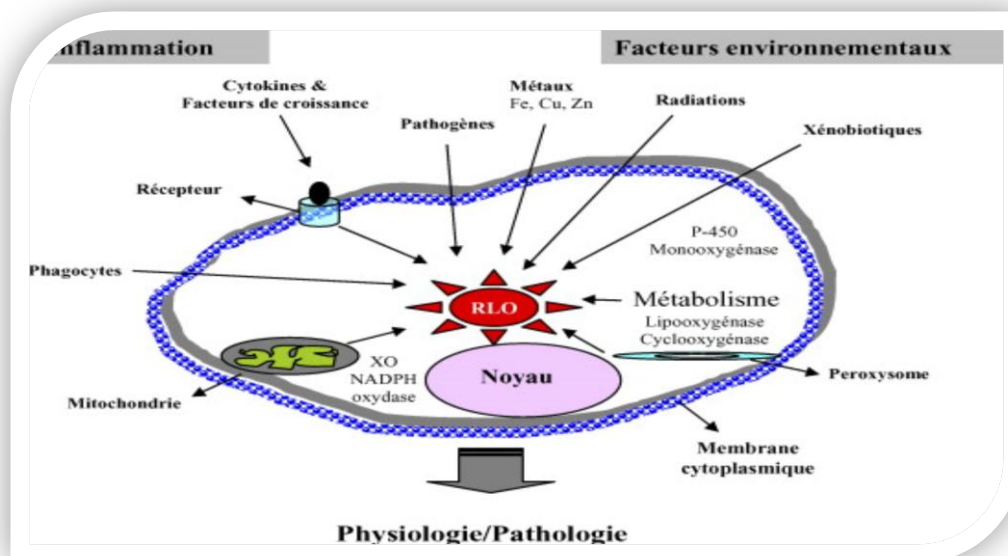 nflammation
Facteurs environnementaux
Cytokines &
Facteurs de croissance
Métaux
Fe, Cu, Zn
Radiations
Pathogènes
Xénobiotiques
Récepteur
P-450
Monooxygénase
Phagocytes
RLO
Métabolisme
Lipooxygénase
Cyclooxygénase
XO
NADPH
oxydase
Noyau
Peroxysome
Mitochondrie
Membrane
cytoplasmique
Physiologie/Pathologie